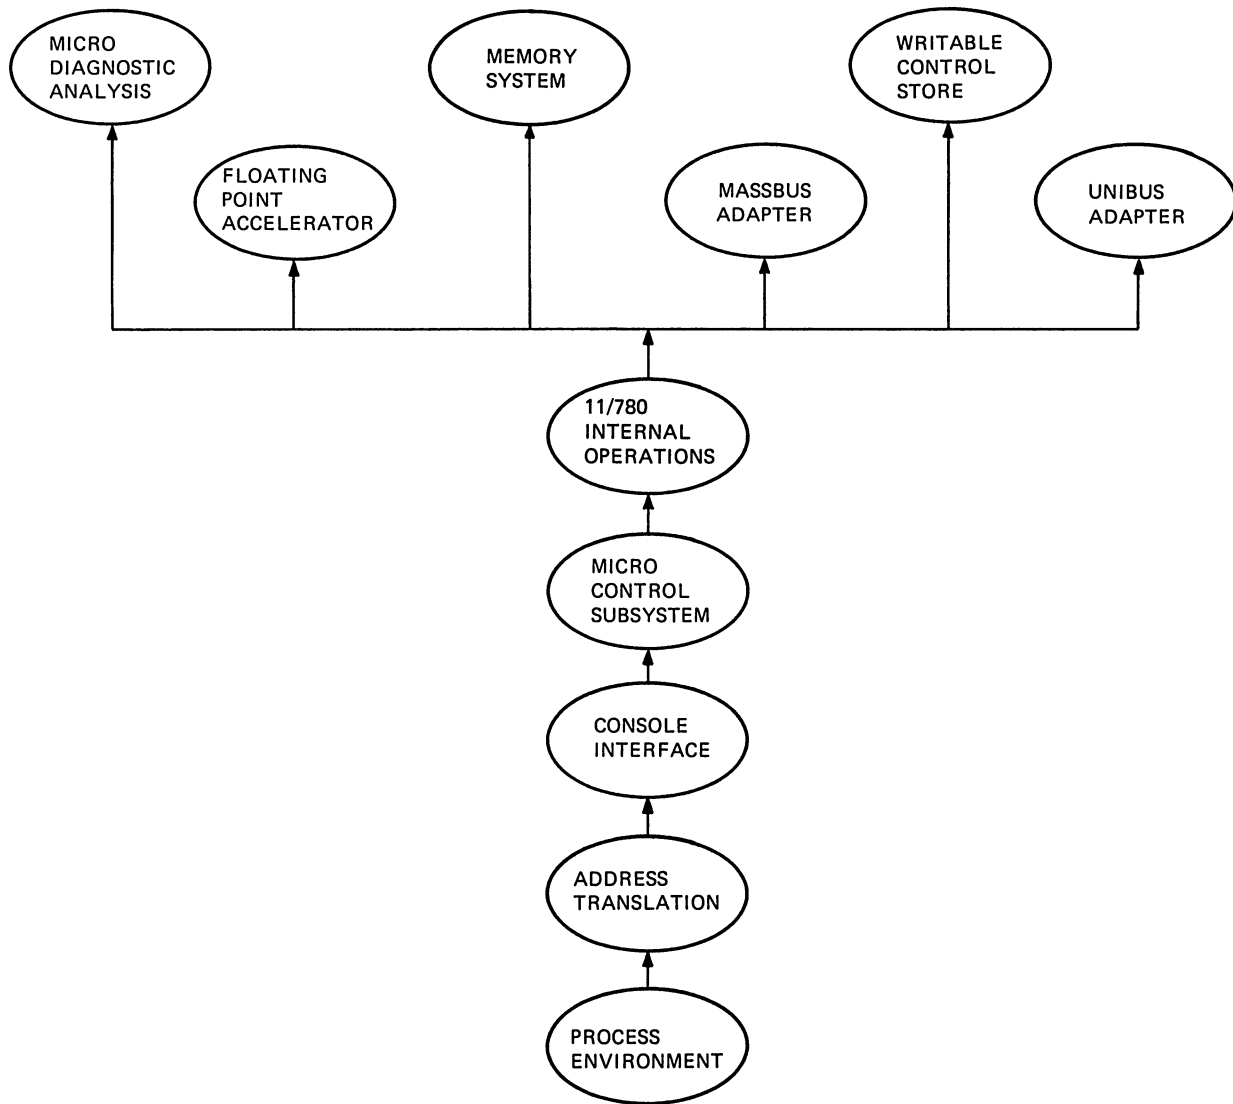 MICRO
DIAGNOSTIC
ANALYSIS
MEMORY
SYSTEM
WRITABLE
CONTROL
STORE
FLOATING
POINT
ACCELERATOR
MASSBUS
ADAPTER
UNIBUS
ADAPTER
11/780
INTERNAL
OPERATIONS
MICRO
CONTROL
SUBSYSTEM
CONSOLE
INTERFACE
ADDRESS
TRANSLATION
PROCESS
ENVIRONMENT